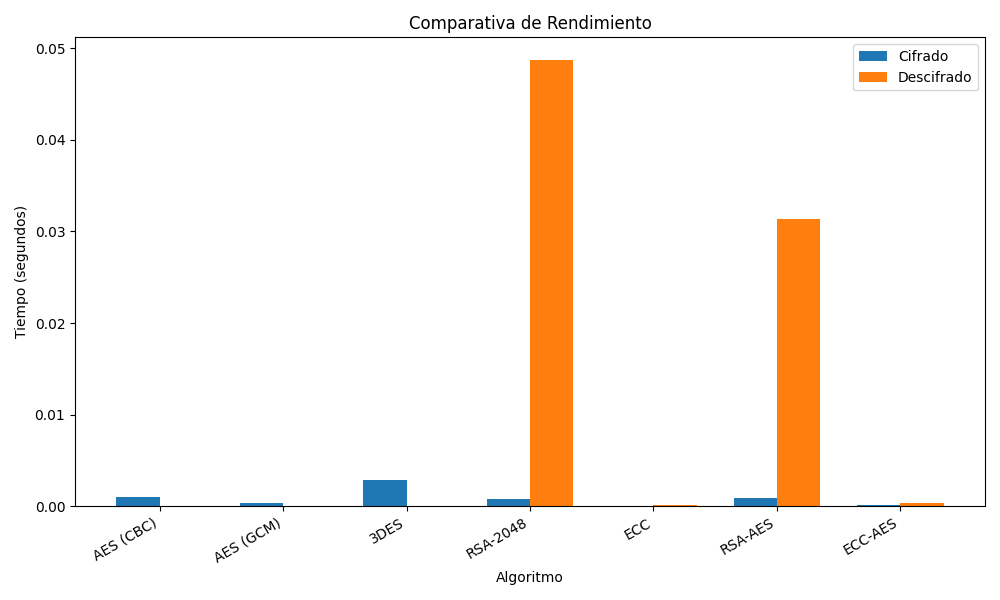 Comparativa de Rendimiento
Cifrado
Descifrado
Tiempo (segundos)
0.05
0.04
0.03
0.02
0.01
0.00
AES (CBC)
AES (GCM)
3DES
RSA-2048
ECC
RSA-AES
ECC-AES
Algoritmo